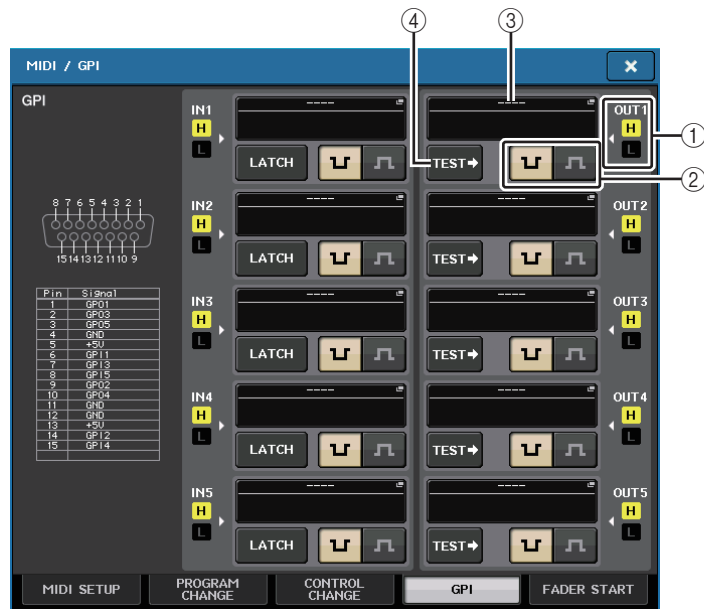 ④ ③
MIDI / GPI ×
GPI
8 7 6 5 4 3 2 1
15 14 13 12 11 10 9
Pin Signal
1 GPO1
2 GPO3
3 GPO5
4 GND
5 +5V
6 GPI1
7 GPI3
8 GPI5
9 GPO2
10 GPO4
11 GND
12 GND
13 +5V
14 GPI2
15 GPI4
IN1 ---- ---- OUT1
H H ①
L L
LATCH TEST ②
IN2 ---- ---- OUT2
H H
L L
LATCH TEST
IN3 ---- ---- OUT3
H H
L L
LATCH TEST
IN4 ---- ---- OUT4
H H
L L
LATCH TEST
IN5 ---- ---- OUT5
H H
L L
LATCH TEST
MIDI SETUP PROGRAM CHANGE CONTROL CHANGE GPI FADER START